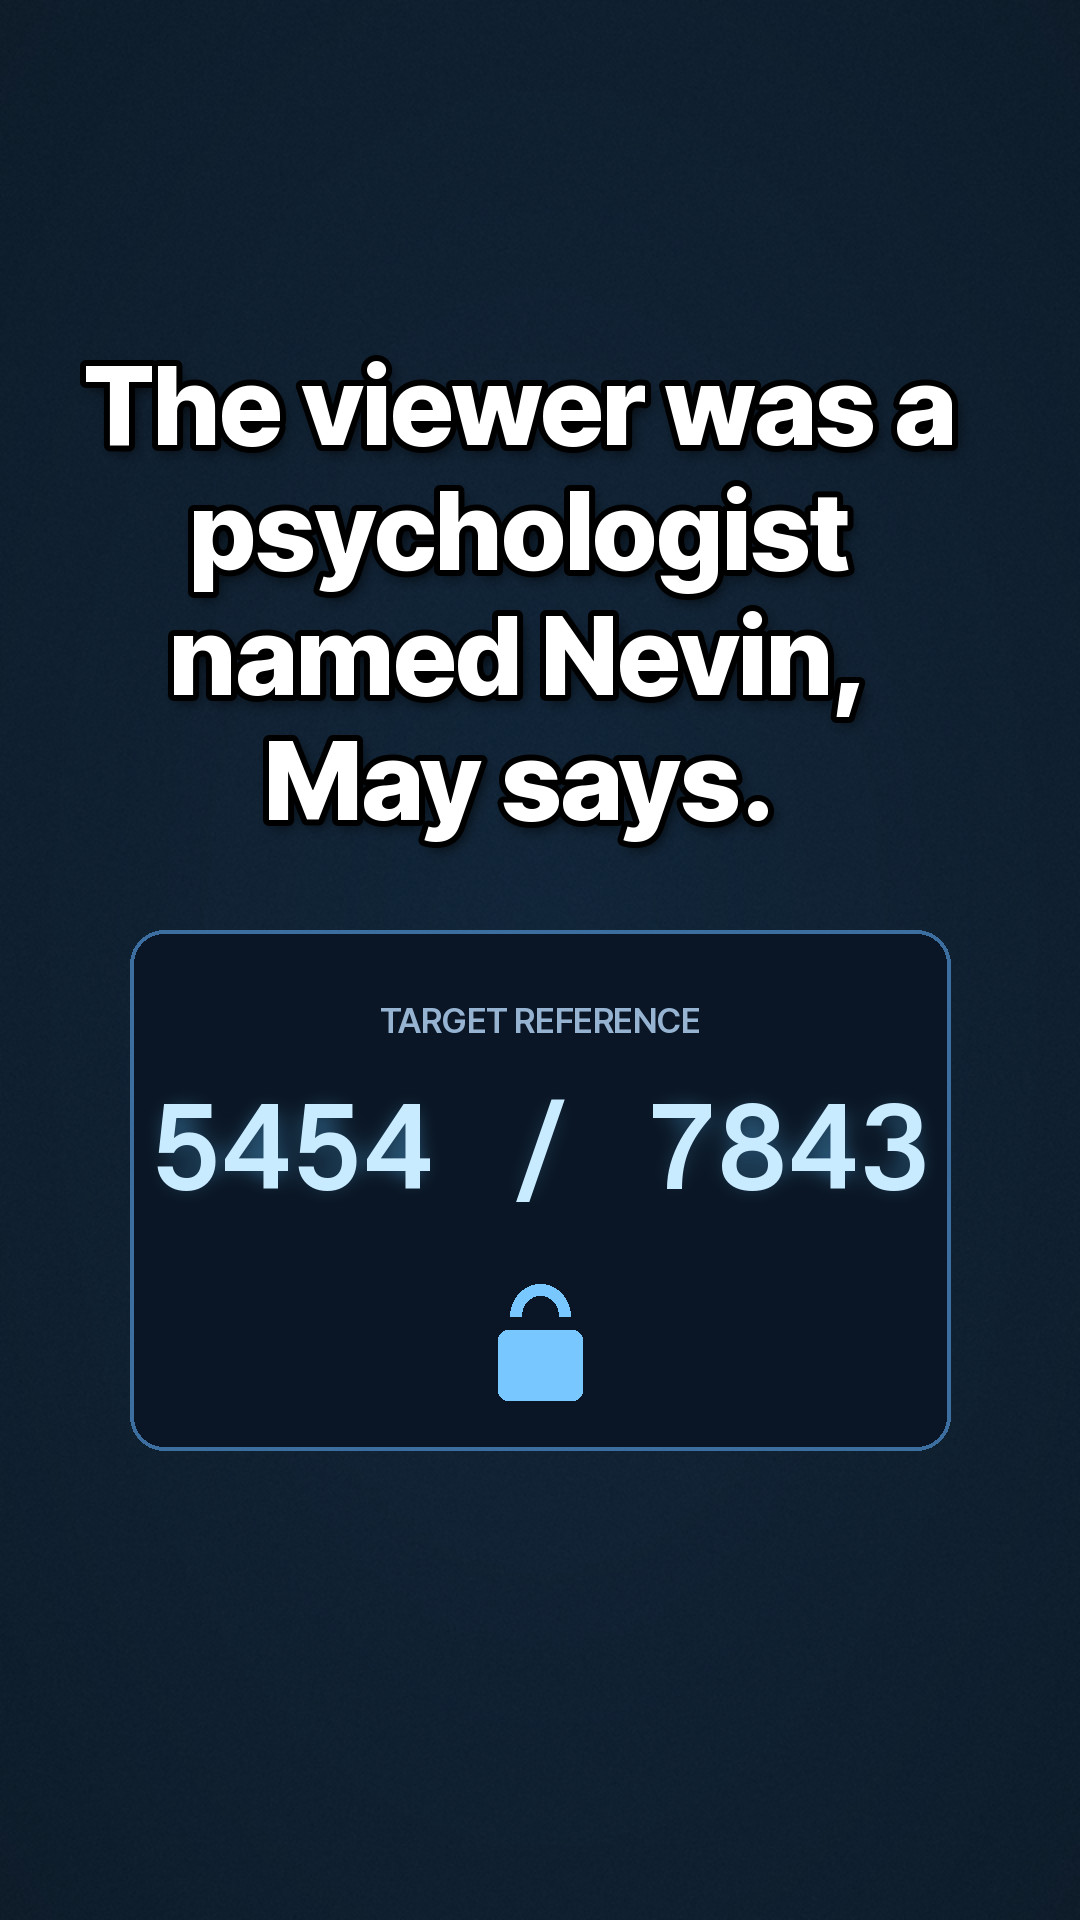 The viewer was a
psychologist
named Nevin,
May says.
TARGET REFERENCE
5454 / 7843